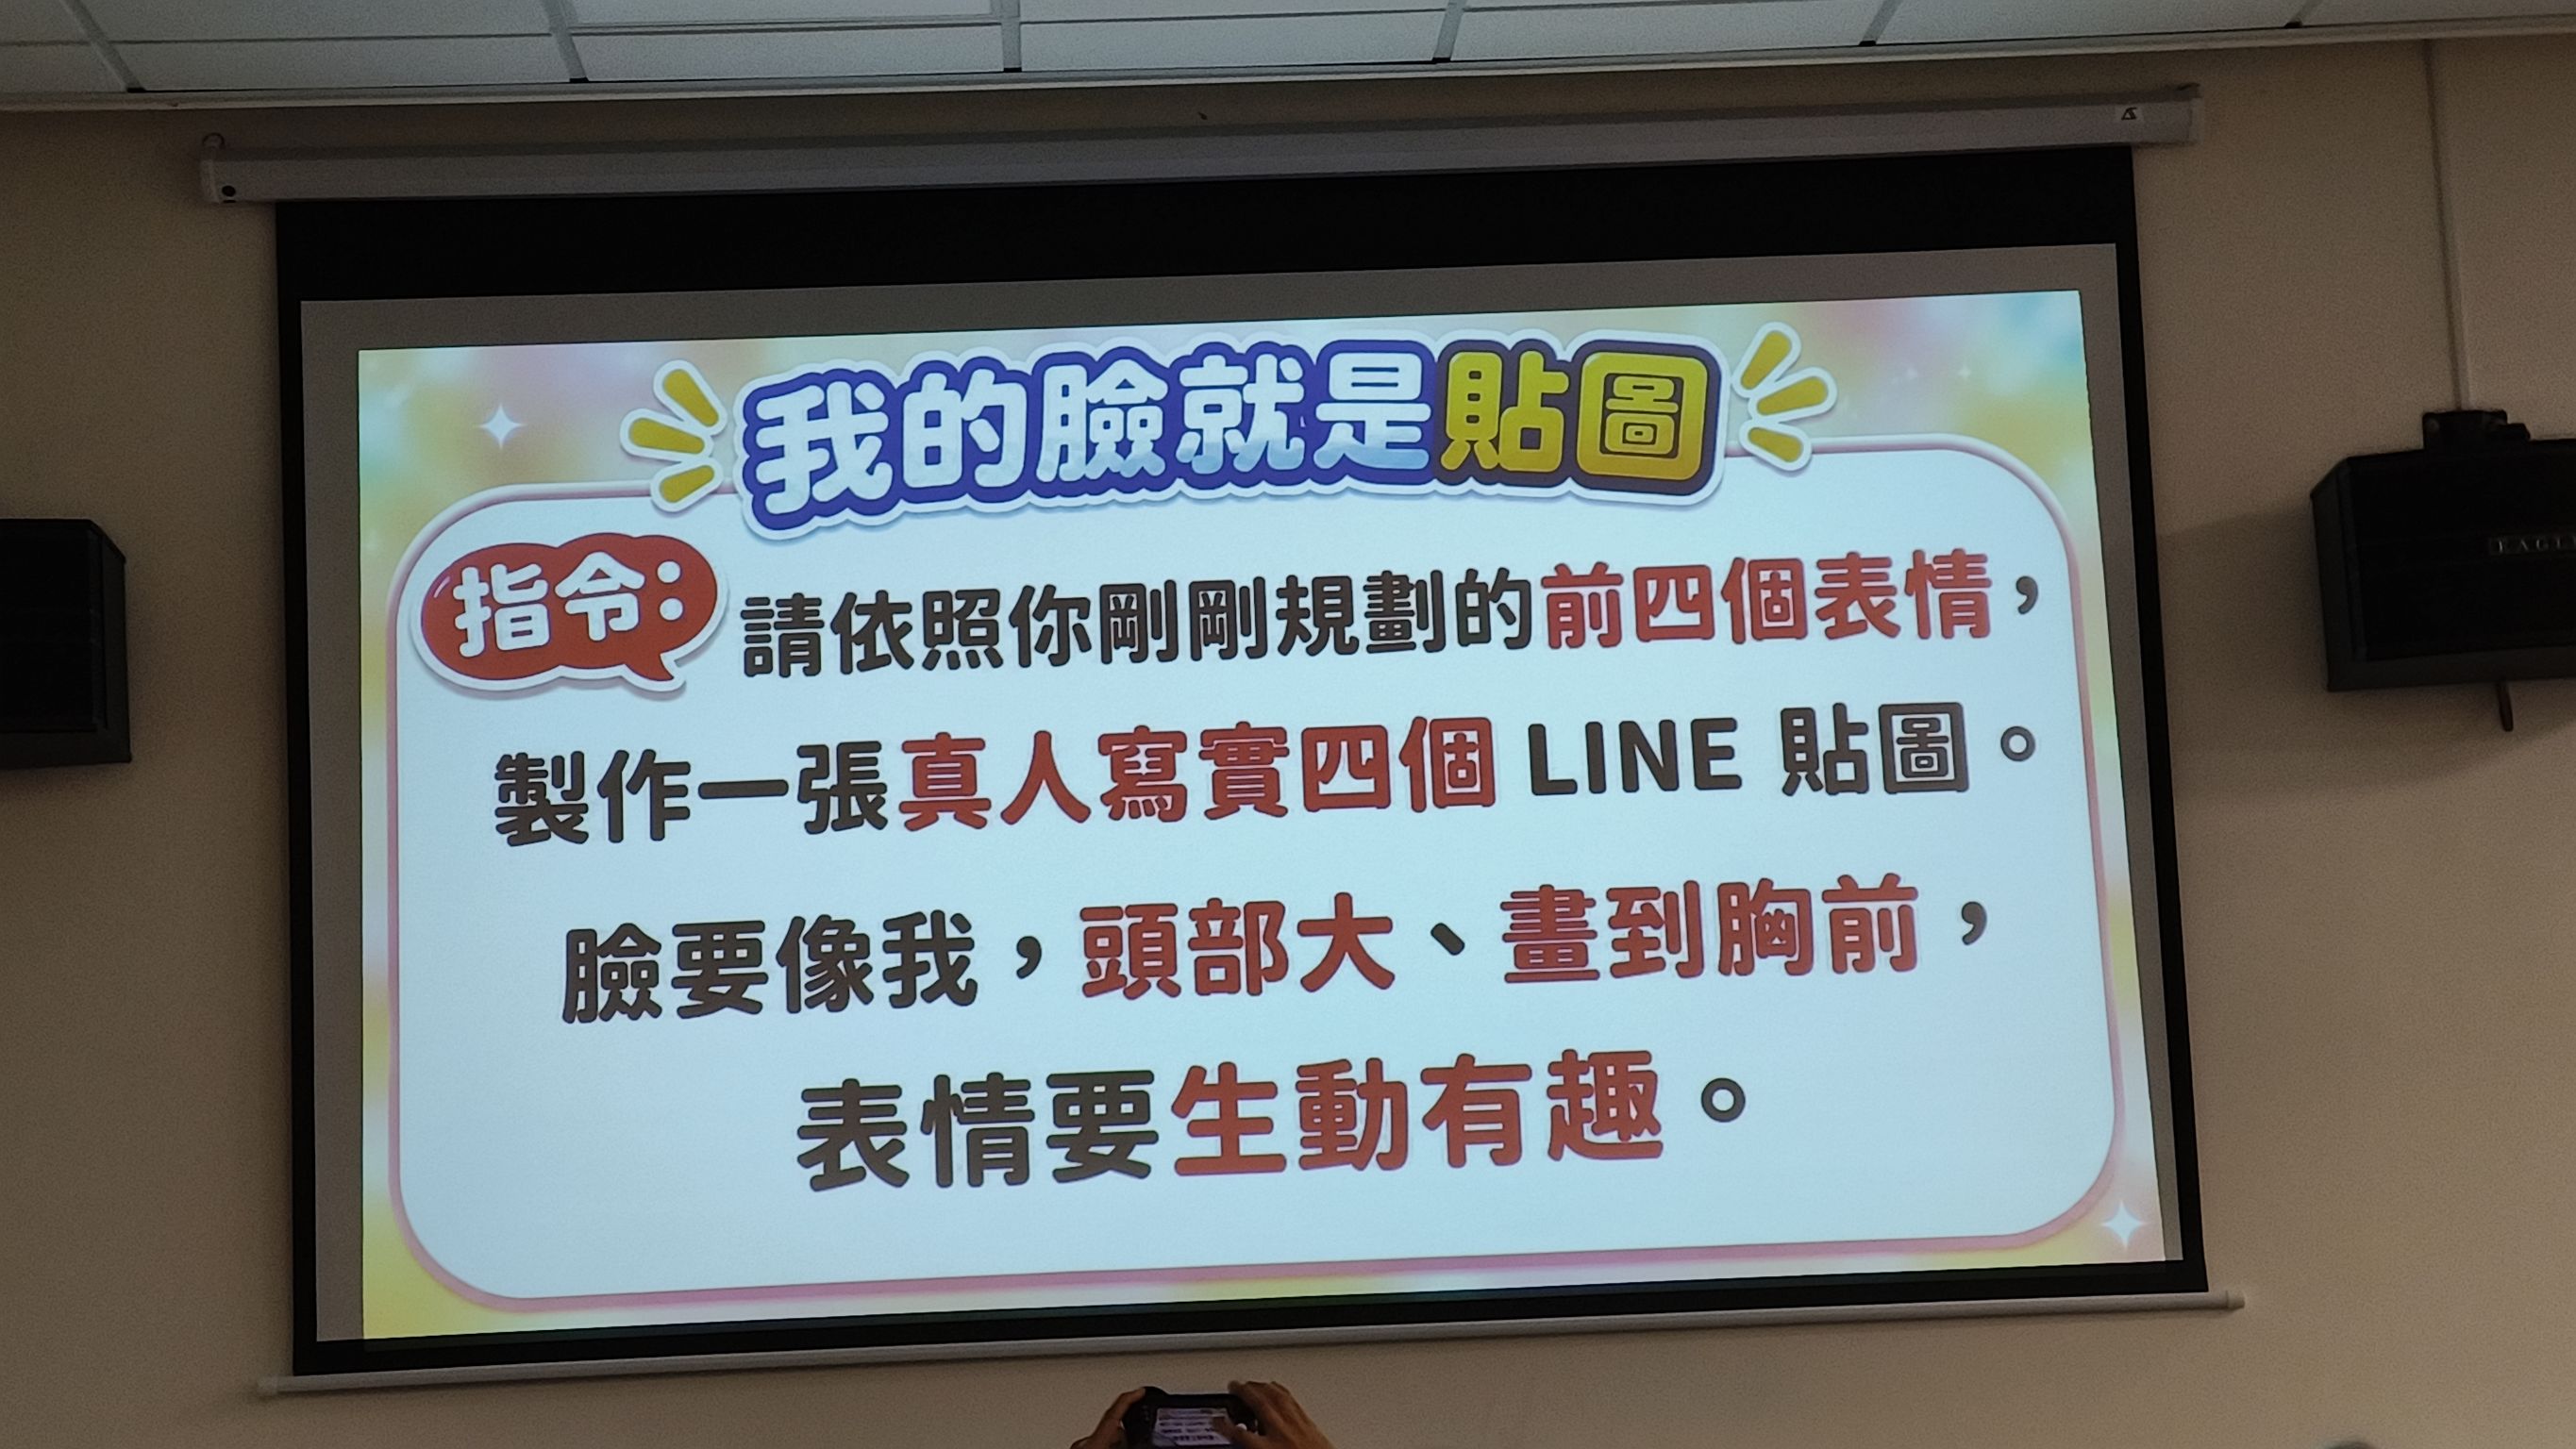 我的臉就是貼圖
指令:請依照你剛剛規劃的前四個表情，
製作一張真人寫實四個 LINE 貼圖。
臉要像我，頭部大、畫到胸前，
表情要生動有趣。